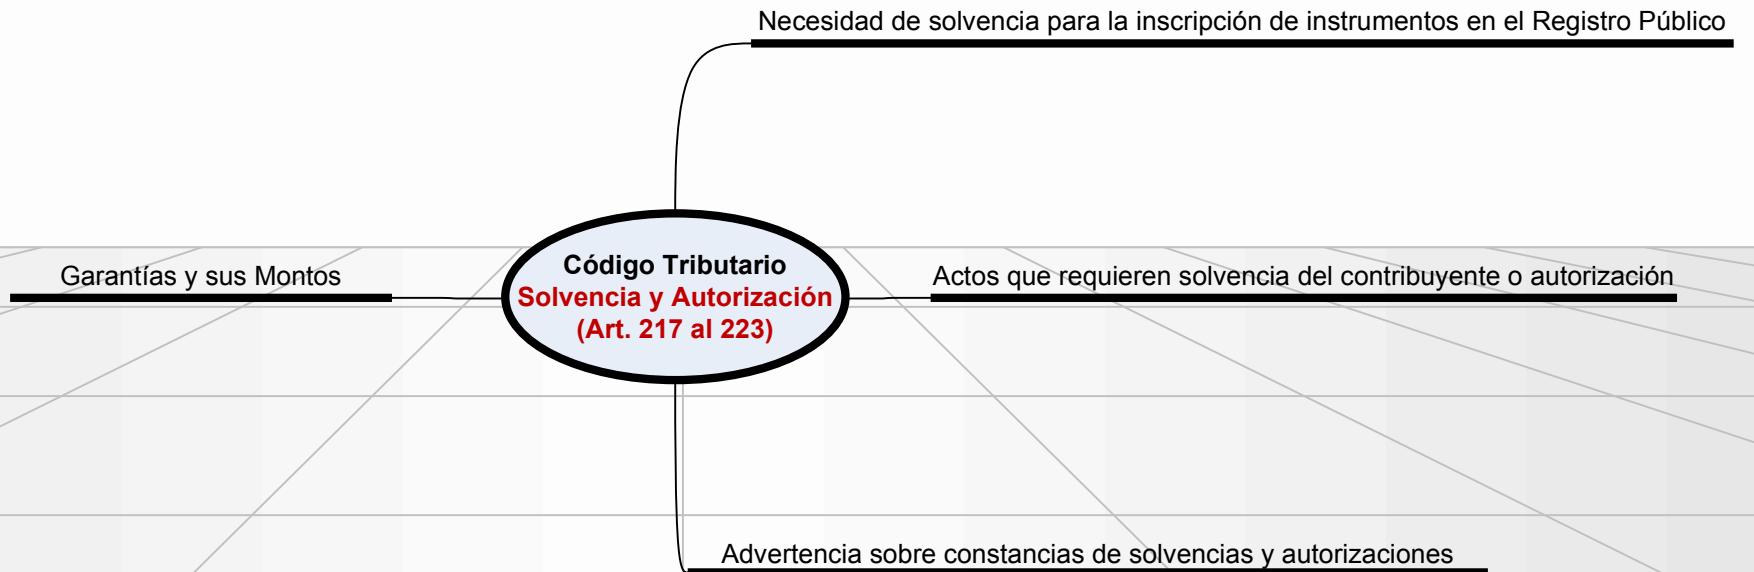 Necesidad de solvencia para la inscripción de instrumentos en el Registro Público
Garantías y sus Montos
Código Tributario
Solvencia y Autorización
(Art. 217 al 223)
Actos que requieren solvencia del contribuyente o autorización
Advertencia sobre constancias de solvencias y autorizaciones